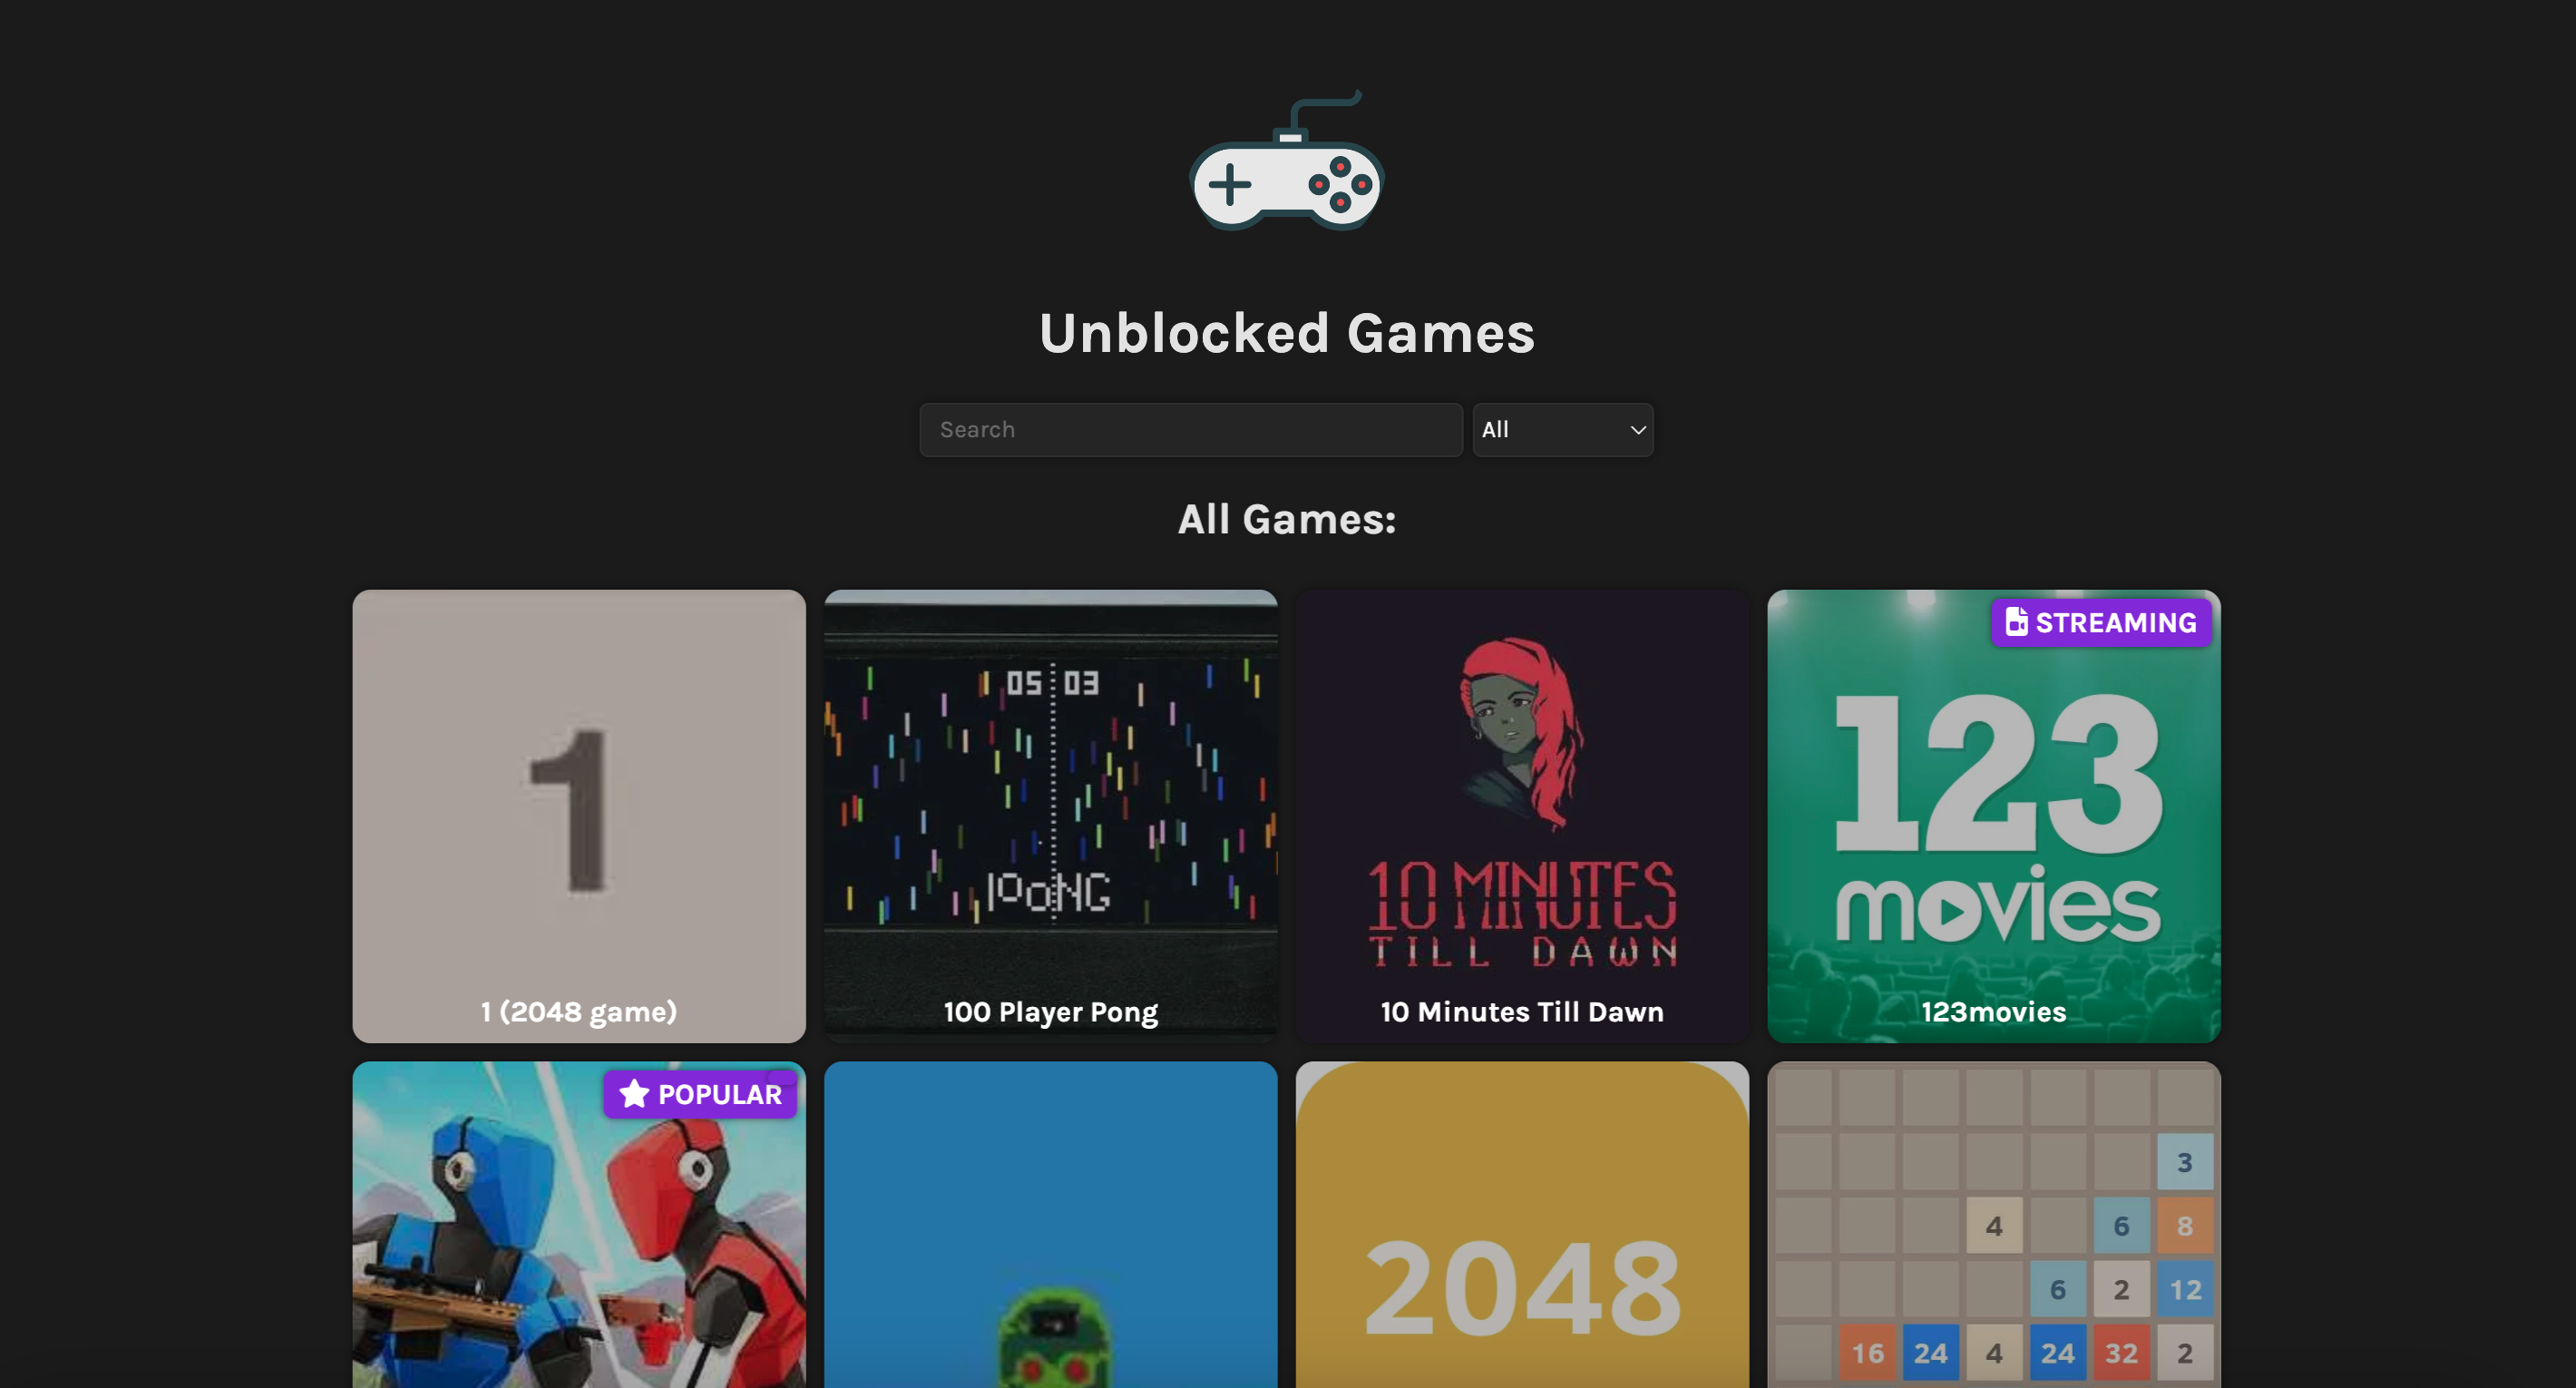 Unblocked Games
Search
All
All Games:
1
1 (2048 game)
05 03
100NG
100 Player Pong
10 MINUTES
TILL DAWN
10 Minutes Till Dawn
STREAMING
123
movies
123movies
POPULAR
2048
3
4 6 8
6 2 12
16 24 4 24 32 2